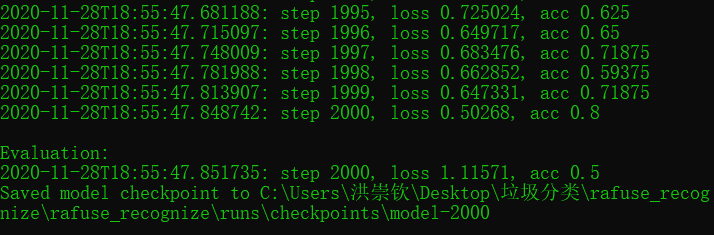 2020-11-28T18:55:47.681188: step 1995, loss 0.725024, acc 0.625
2020-11-28T18:55:47.715097: step 1996, loss 0.649717, acc 0.65
2020-11-28T18:55:47.748009: step 1997, loss 0.683476, acc 0.71875
2020-11-28T18:55:47.781988: step 1998, loss 0.662852, acc 0.59375
2020-11-28T18:55:47.813907: step 1999, loss 0.647331, acc 0.71875
2020-11-28T18:55:47.848742: step 2000, loss 0.50268, acc 0.8
Evaluation:
2020-11-28T18:55:47.851735: step 2000, loss 1.11571, acc 0.5
Saved model checkpoint to C:\Users\洪崇钦\Desktop\垃圾分类\rafuse_recog
nize\rafuse_recognize\runs\checkpoints\model-2000